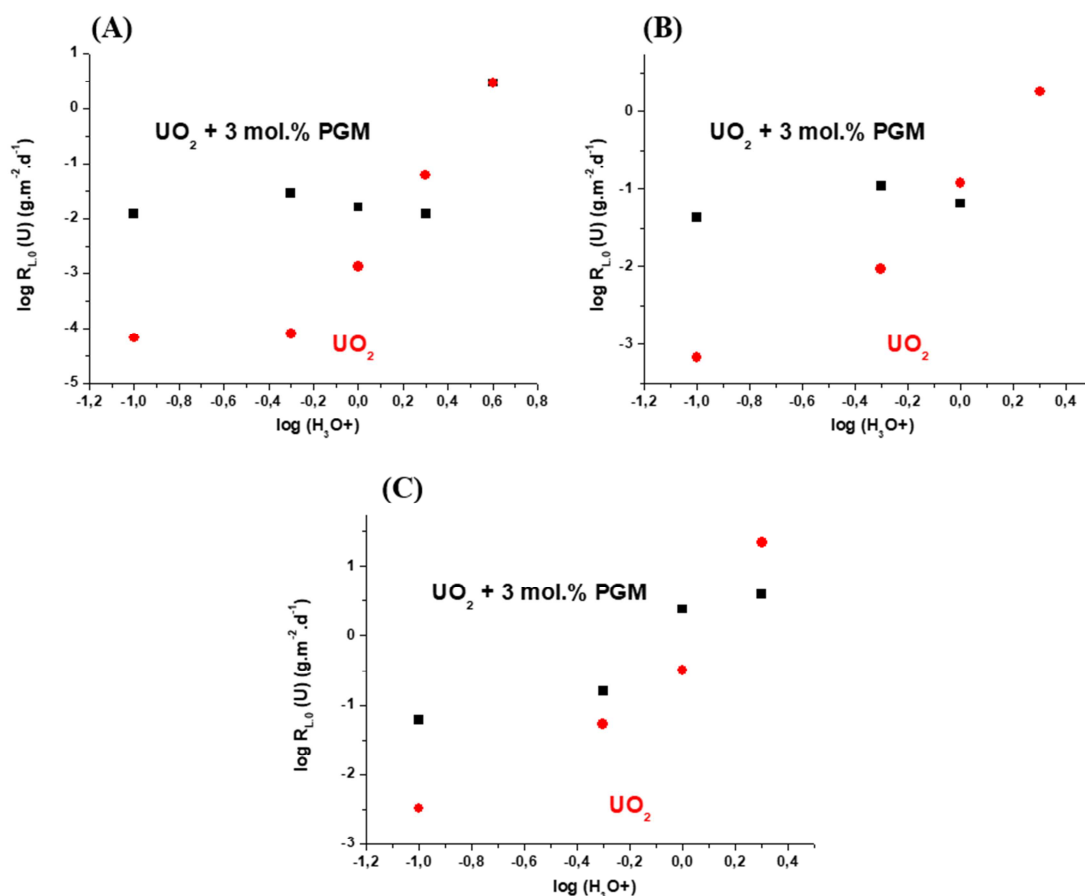 (A)
1
0
-1
-2
-3
-4
-5
log R_L,0 (U) (g.m⁻².d⁻¹)
UO₂ + 3 mol.% PGM
UO₂
-1,2 -1,0 -0,8 -0,6 -0,4 -0,2 0,0 0,2 0,4 0,6 0,8
log (H₃O+)
(B)
0
-1
-2
-3
log R_L,0 (U) (g.m⁻².d⁻¹)
UO₂ + 3 mol.% PGM
UO₂
-1,2 -1,0 -0,8 -0,6 -0,4 -0,2 0,0 0,2 0,4
log (H₃O+)
(C)
1
0
-1
-2
-3
log R_L,0 (U) (g.m⁻².d⁻¹)
UO₂ + 3 mol.% PGM
UO₂
-1,2 -1,0 -0,8 -0,6 -0,4 -0,2 0,0 0,2 0,4
log (H₃O+)